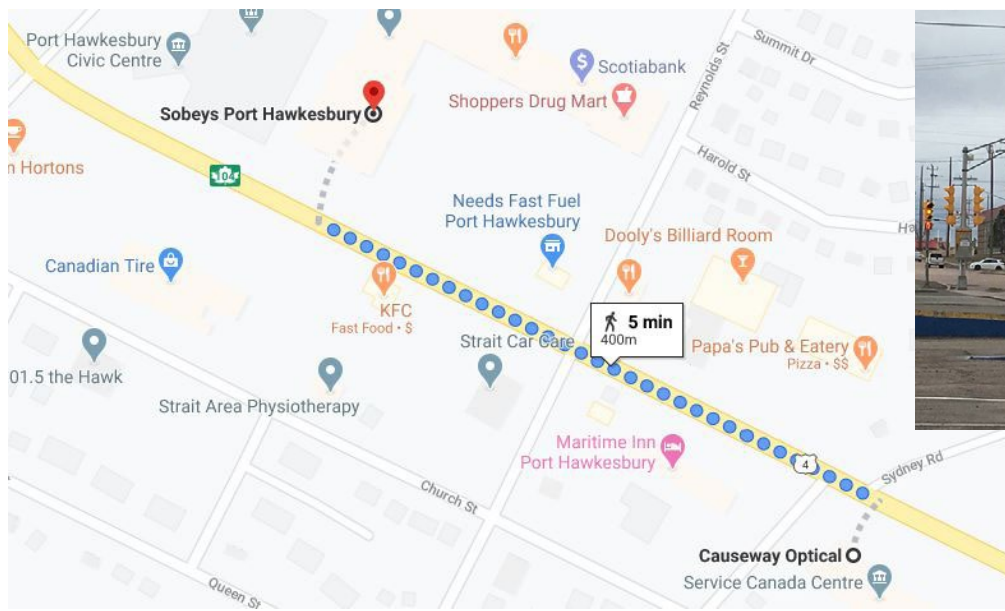 Port Hawkesbury
Civic Centre
Sobeys Port Hawkesbury
Scotiabank
Shoppers Drug Mart
Reynolds St
Summit Dr
Harold St
n Hortons
104
Needs Fast Fuel
Port Hawkesbury
Dooly's Billiard Room
Canadian Tire
KFC
Fast Food • $
5 min
400m
Strait Car Care
Papa's Pub & Eatery
Pizza • $$
01.5 the Hawk
Strait Area Physiotherapy
Maritime Inn
Port Hawkesbury
4
Sydney Rd
Church St
Causeway Optical
Service Canada Centre
Queen St